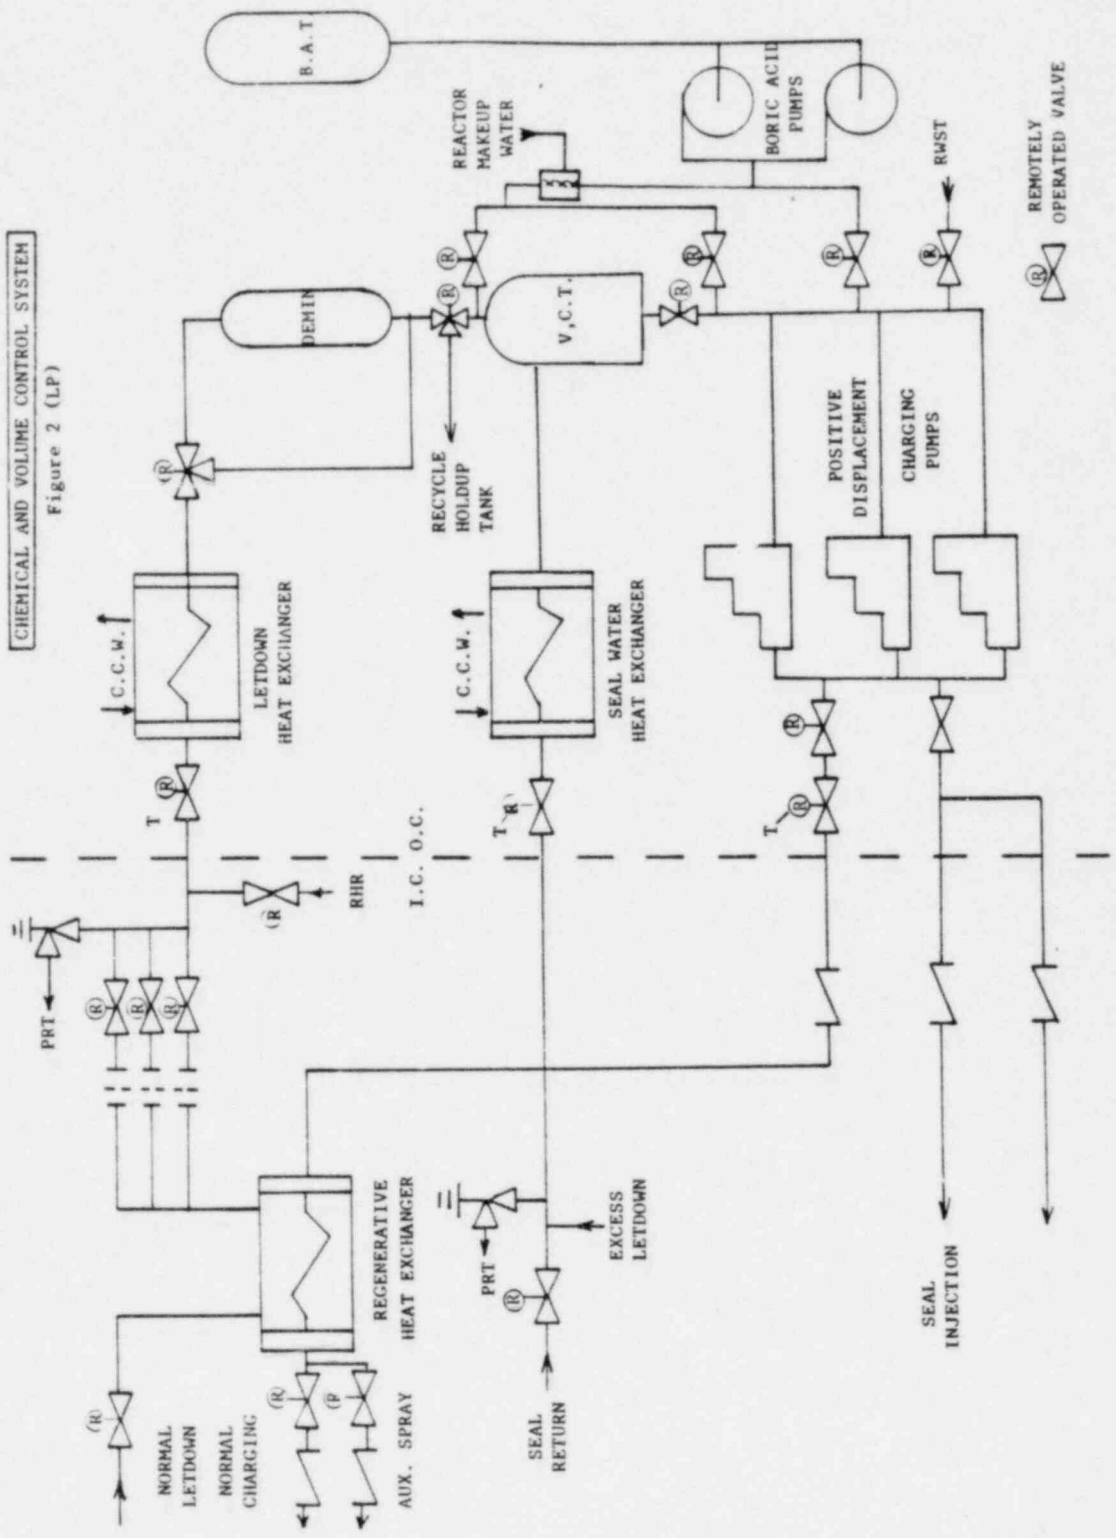 CHEMICAL AND VOLUME CONTROL SYSTEM
Figure 2 (LP)
B.A.T.
REACTOR
MAKEUP
WATER
BORIC ACID
PUMPS
RWST
R
REMOTELY
OPERATED VALVE
DEMIN
R
R
R
R
R
R
R
V,C.T.
RECYCLE
HOLDUP
TANK
POSITIVE
DISPLACEMENT
CHARGING
PUMPS
C.C.W.
LETDOWN
HEAT EXCHANGER
C.C.W.
SEAL WATER
HEAT EXCHANGER
T
R
T
R
T
R
R
I.C. O.C.
RHR
R
PRT
R
R
R
REGENERATIVE
HEAT EXCHANGER
PRT
R
EXCESS
LETDOWN
SEAL
INJECTION
R
NORMAL
LETDOWN
NORMAL
CHARGING
R
AUX. SPRAY
SEAL
RETURN